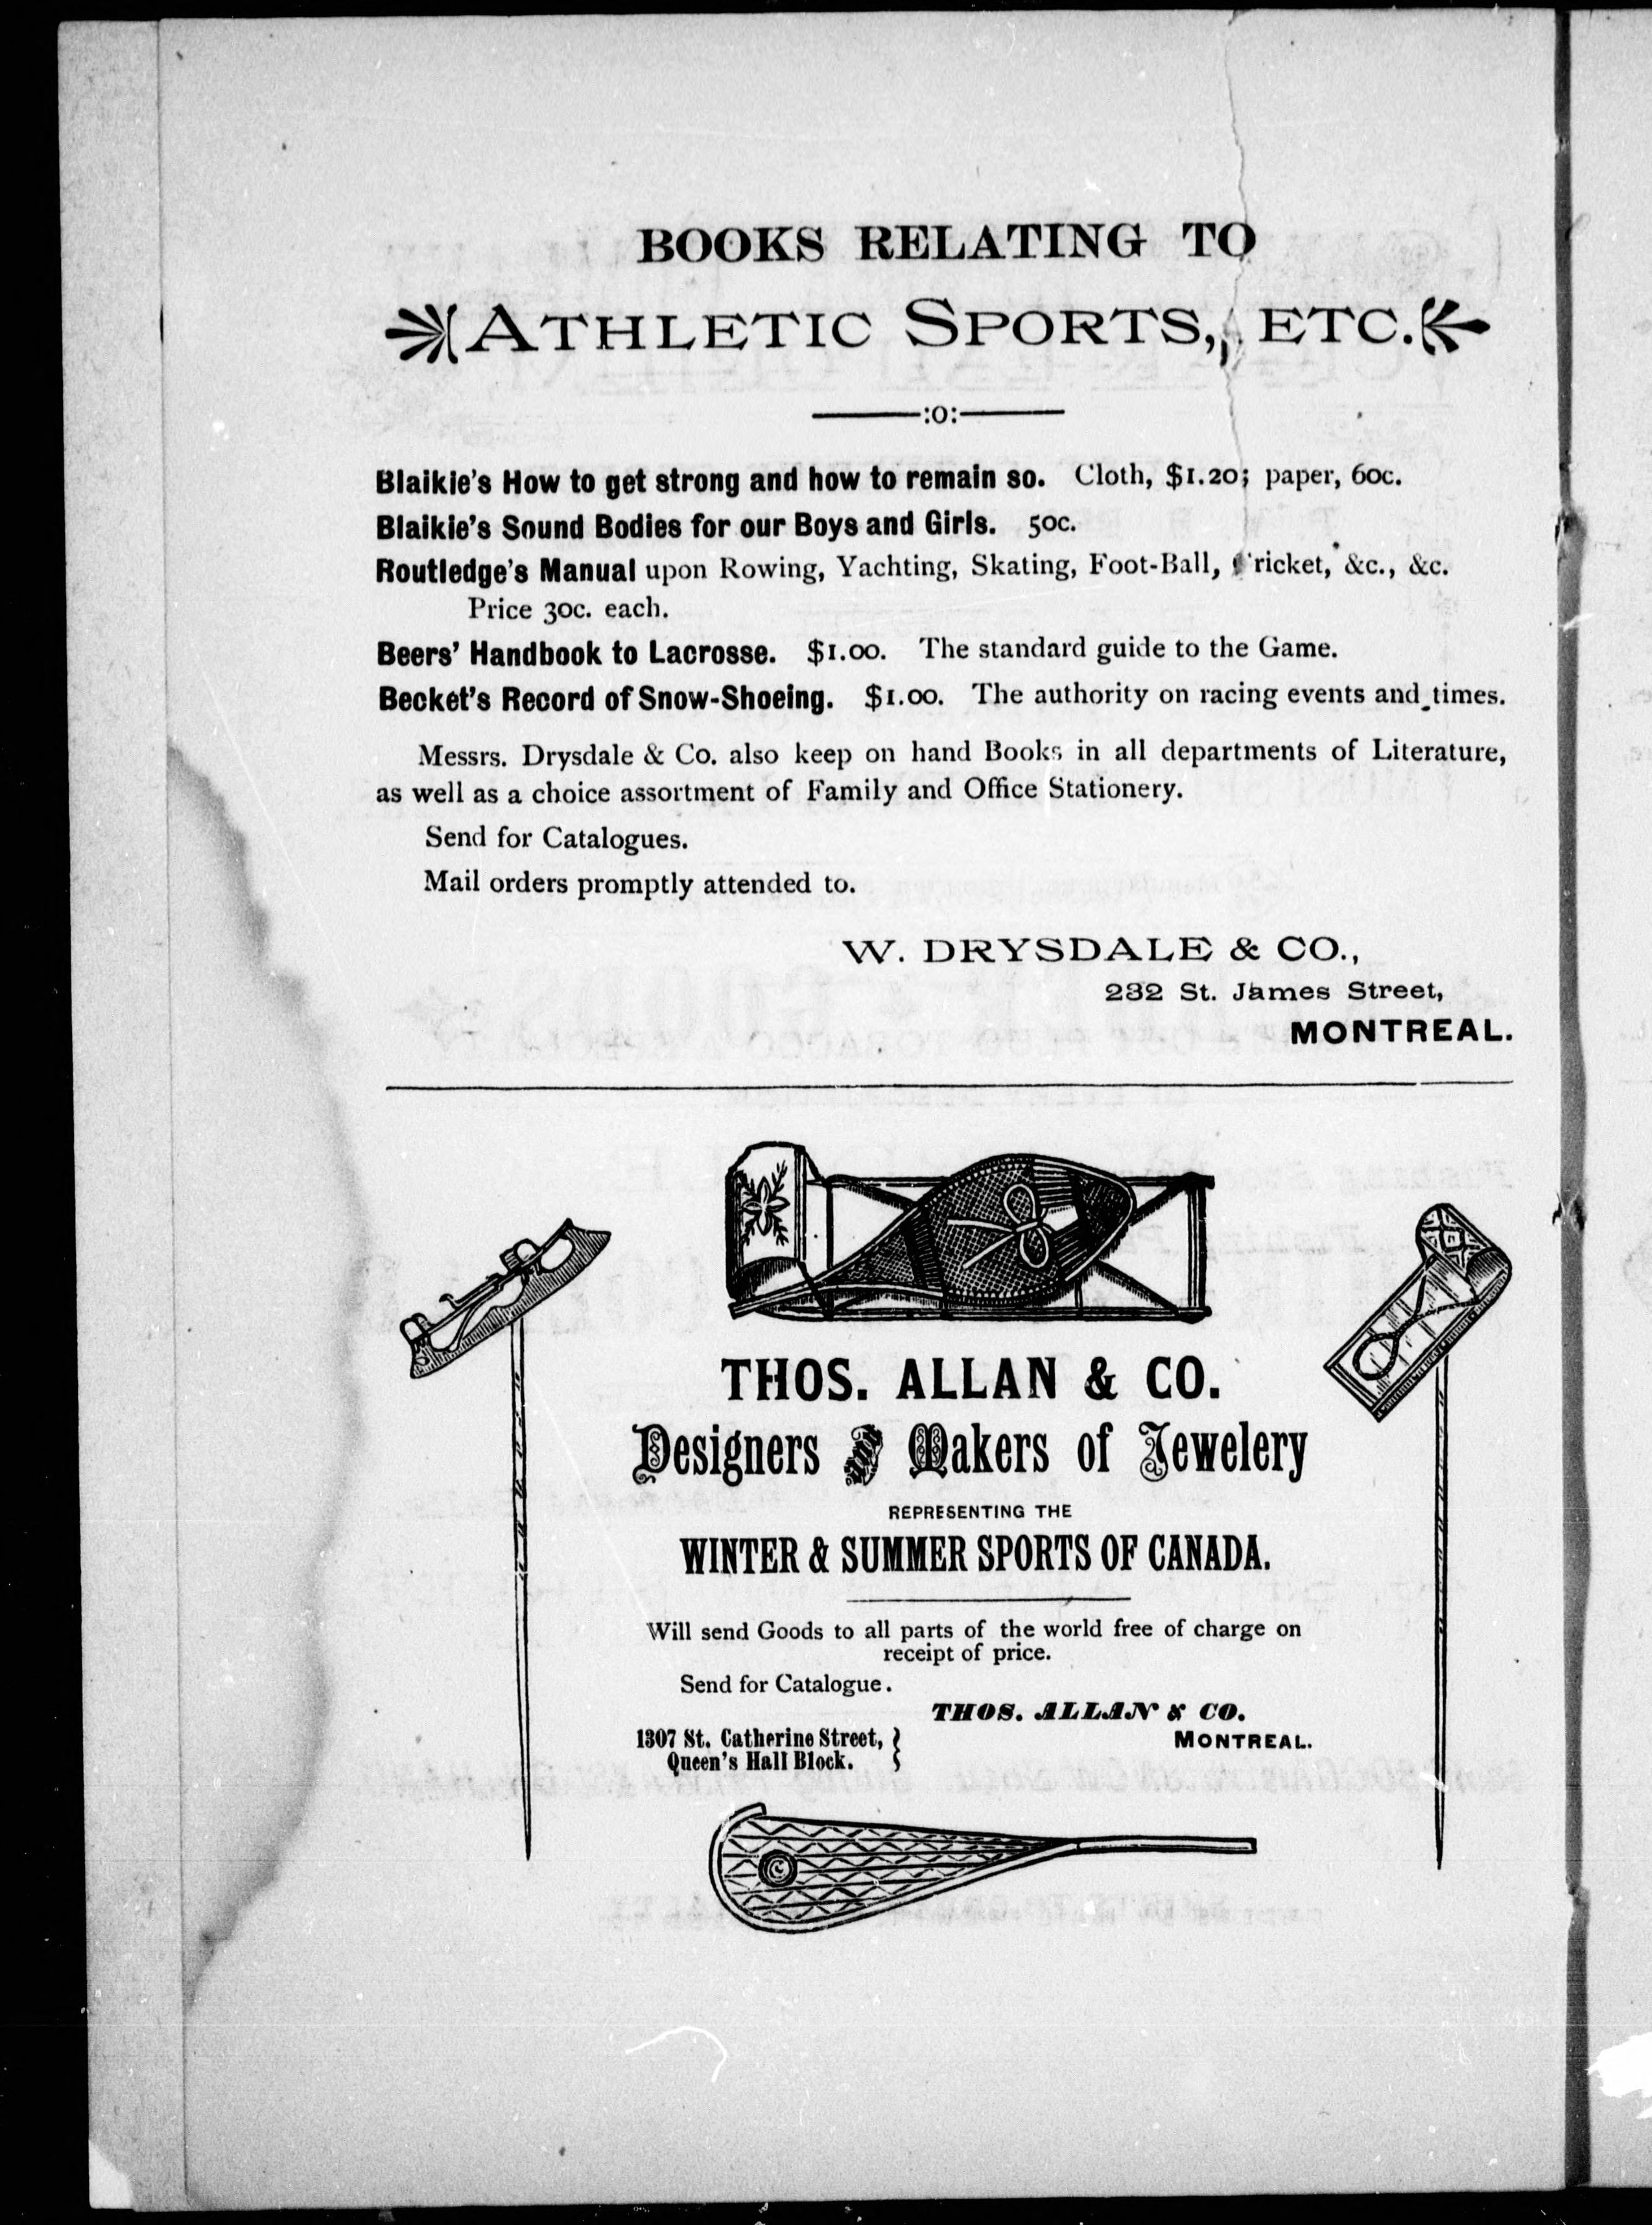 BOOKS RELATING TO
ATHLETIC SPORTS, ETC.
:o:
Blaikie's How to get strong and how to remain so. Cloth, $1.20; paper, 60c.
Blaikie's Sound Bodies for our Boys and Girls. 50c.
Routledge's Manual upon Rowing, Yachting, Skating, Foot-Ball, Cricket, &c., &c.
Price 30c. each.
Beers' Handbook to Lacrosse. $1.00. The standard guide to the Game.
Becket's Record of Snow-Shoeing. $1.00. The authority on racing events and times.
Messrs. Drysdale & Co. also keep on hand Books in all departments of Literature,
as well as a choice assortment of Family and Office Stationery.
Send for Catalogues.
Mail orders promptly attended to.
W. DRYSDALE & CO.,
232 St. James Street,
MONTREAL.
THOS. ALLAN & CO.
Designers and Makers of Jewelery
REPRESENTING THE
WINTER & SUMMER SPORTS OF CANADA.
Will send Goods to all parts of the world free of charge on
receipt of price.
Send for Catalogue.
THOS. ALLAN & CO.
1307 St. Catherine Street, } MONTREAL.
Queen's Hall Block.